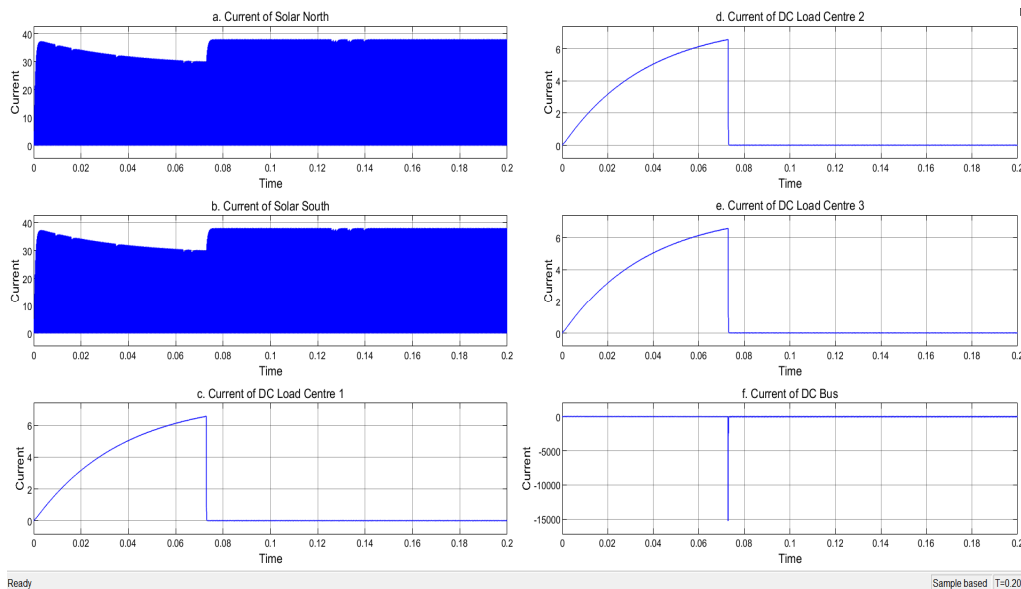 a. Current of Solar North
40
30
20
10
0
Current
0 0.02 0.04 0.06 0.08 0.1 0.12 0.14 0.16 0.18 0.2
Time
b. Current of Solar South
40
30
20
10
0
Current
0 0.02 0.04 0.06 0.08 0.1 0.12 0.14 0.16 0.18 0.2
Time
c. Current of DC Load Centre 1
6
4
2
0
Current
0 0.02 0.04 0.06 0.08 0.1 0.12 0.14 0.16 0.18 0.2
Time
d. Current of DC Load Centre 2
6
4
2
0
Current
0 0.02 0.04 0.06 0.08 0.1 0.12 0.14 0.16 0.18 0.2
Time
e. Current of DC Load Centre 3
6
4
2
0
Current
0 0.02 0.04 0.06 0.08 0.1 0.12 0.14 0.16 0.18 0.2
Time
f. Current of DC Bus
0
-5000
-10000
-15000
Current
0 0.02 0.04 0.06 0.08 0.1 0.12 0.14 0.16 0.18 0.2
Time
Ready
Sample based T=0.20